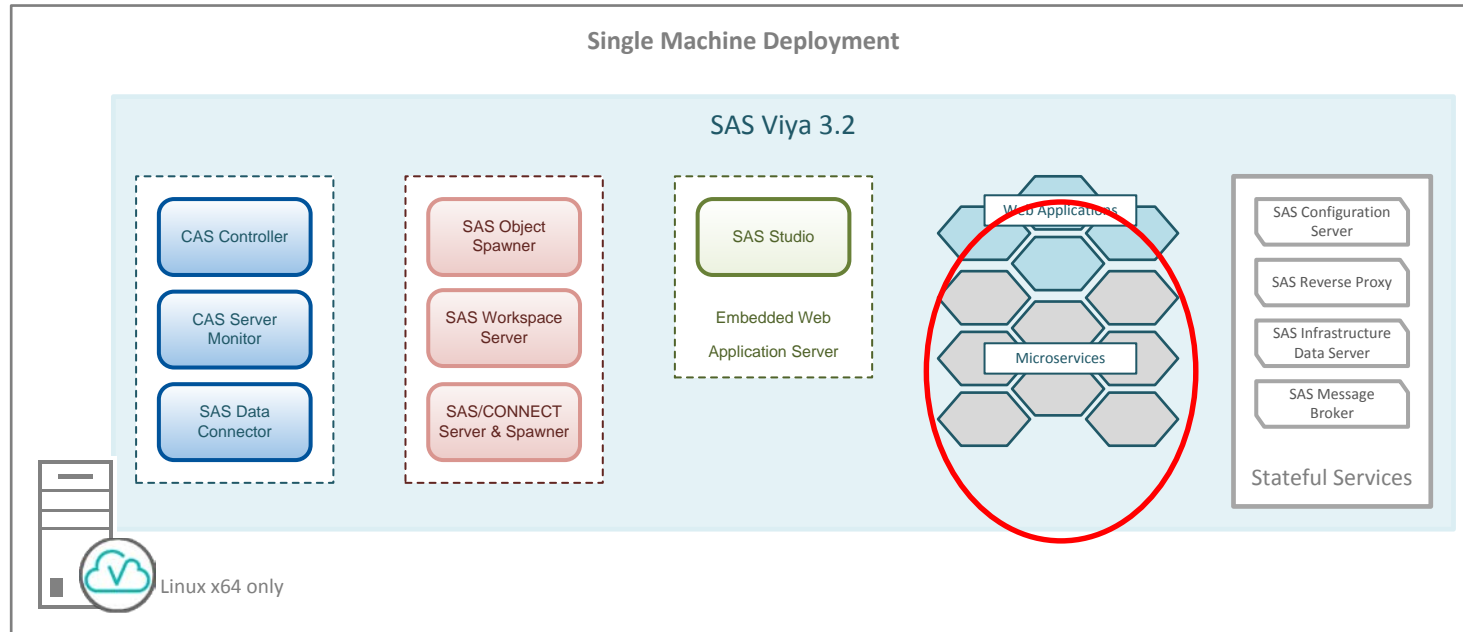 Single Machine Deployment
SAS Viya 3.2
CAS Controller
CAS Server
Monitor
SAS Data
Connector
SAS Object
Spawner
SAS Workspace
Server
SAS/CONNECT
Server & Spawner
SAS Studio
Embedded Web
Application Server
Web Applications
Microservices
SAS Configuration
Server
SAS Reverse Proxy
SAS Infrastructure
Data Server
SAS Message
Broker
Stateful Services
V
Linux x64 only